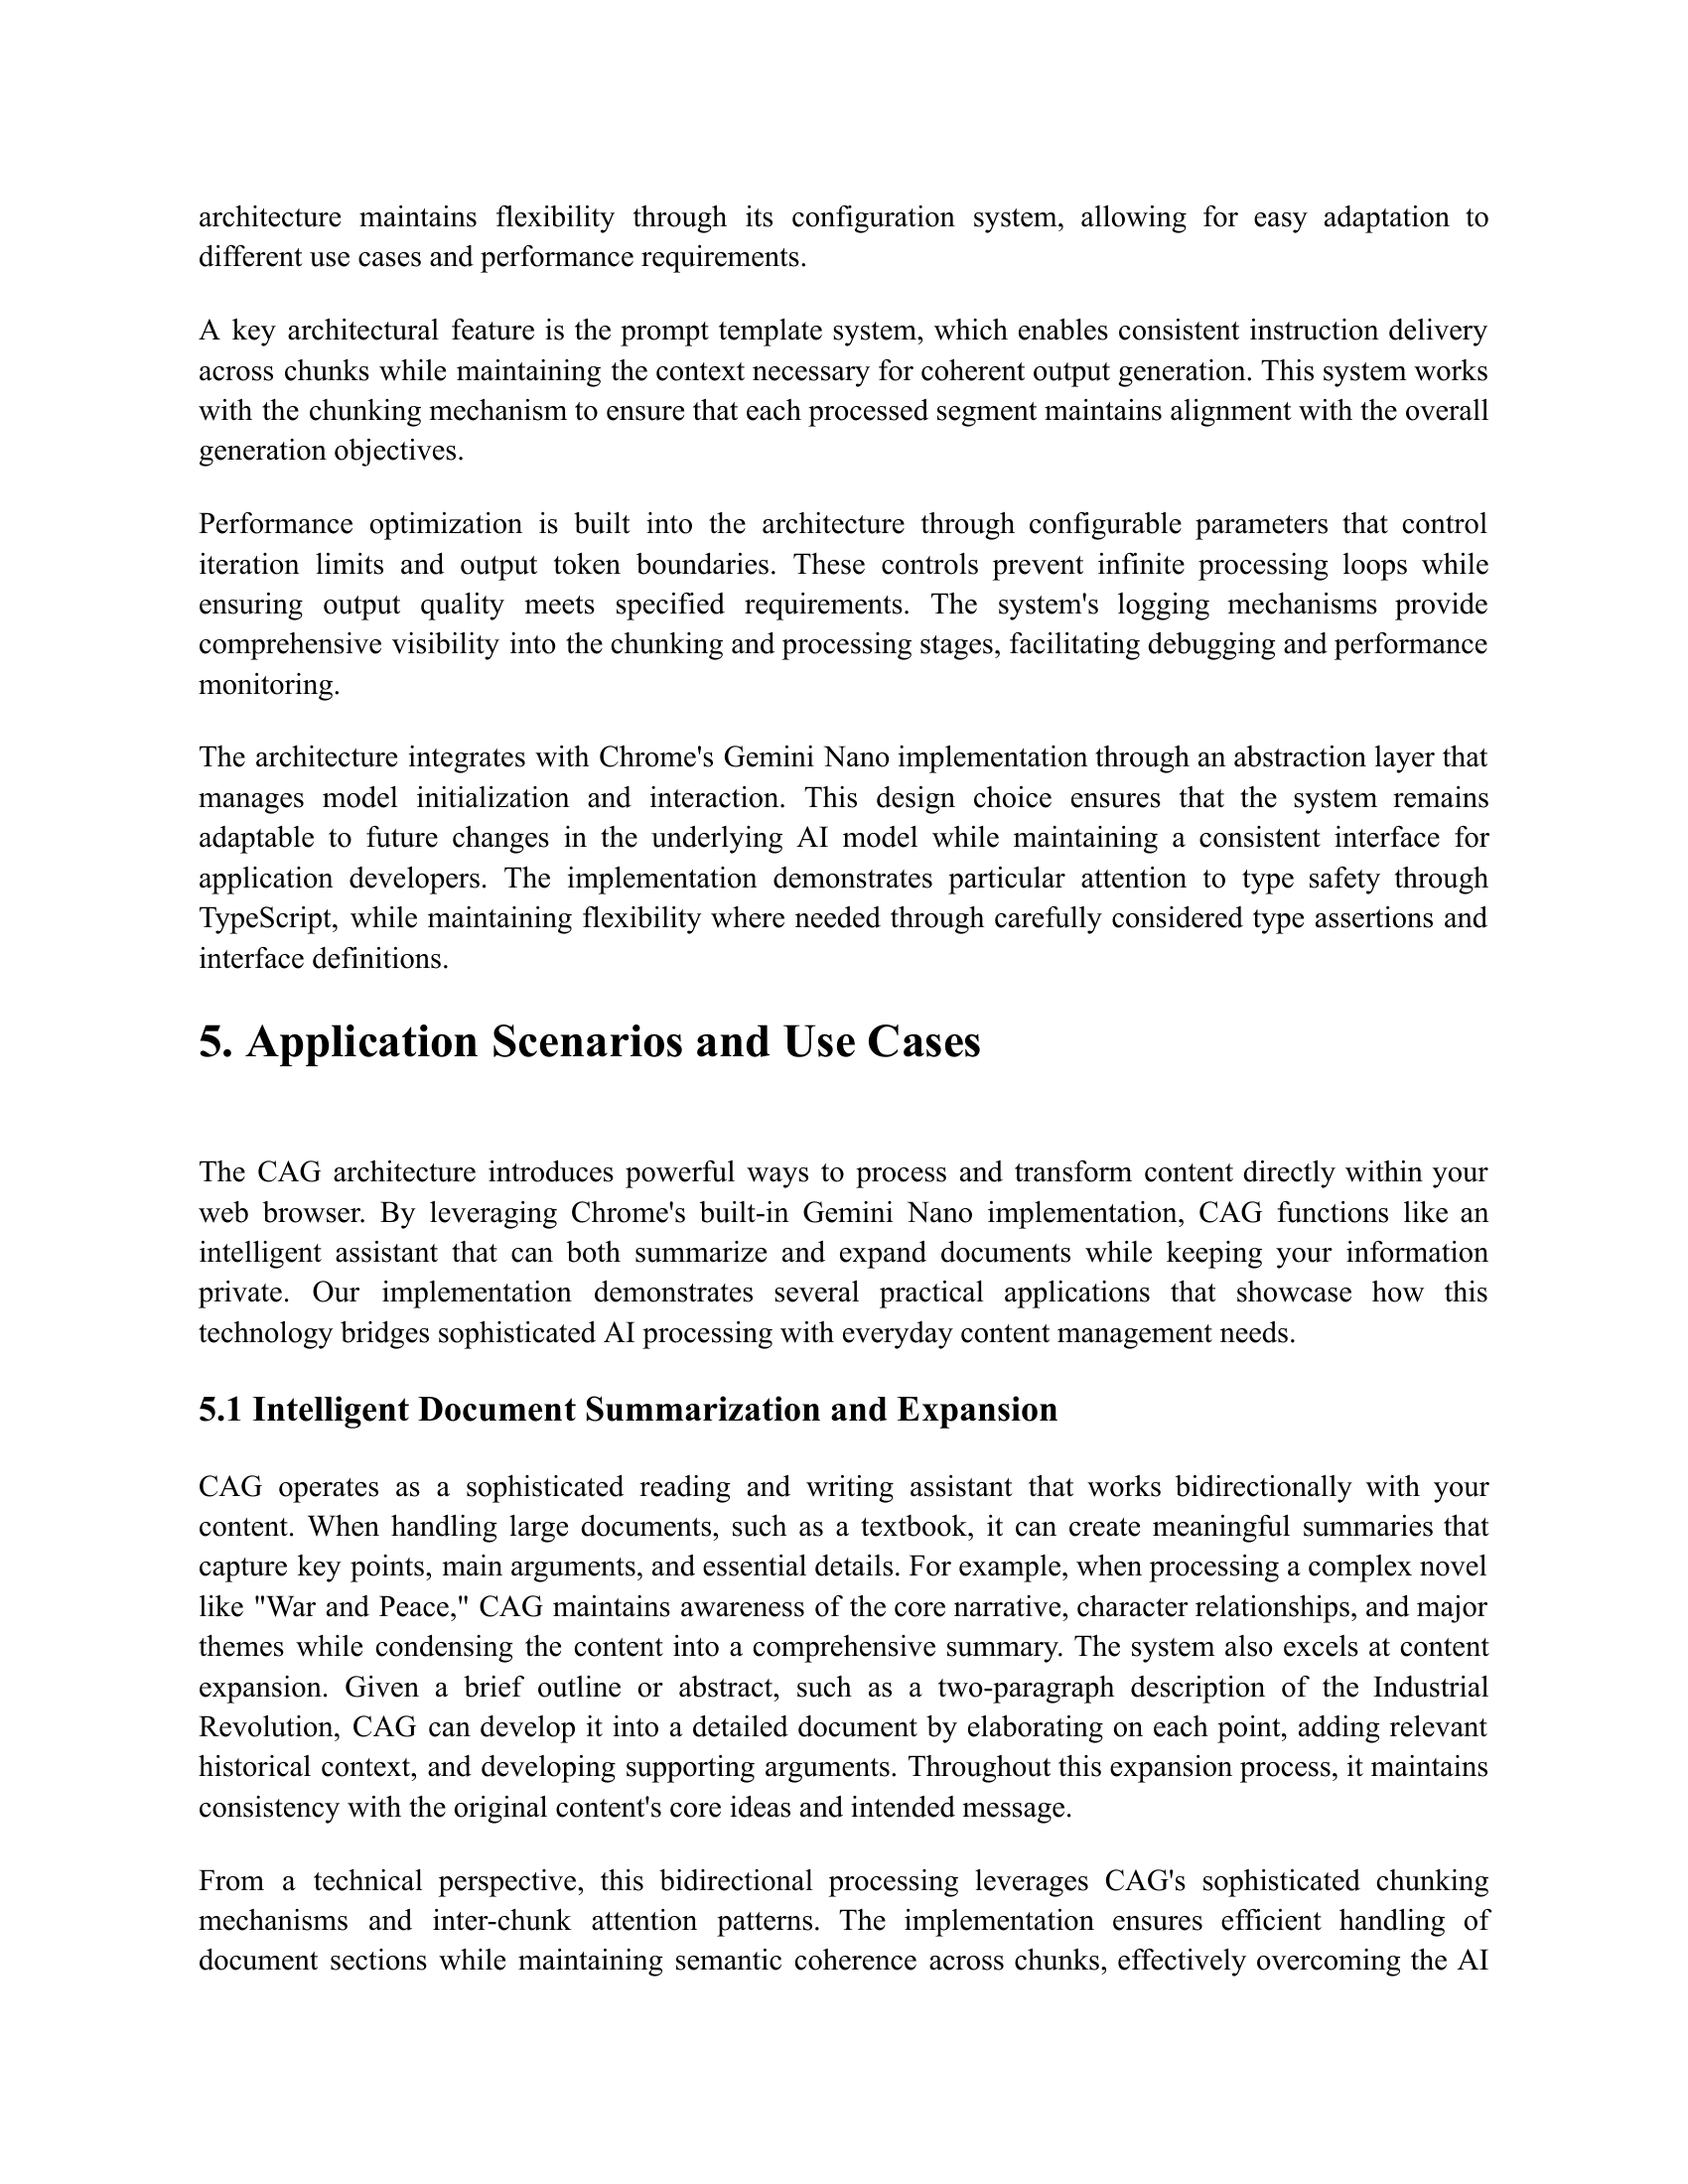 architecture maintains flexibility through its configuration system, allowing for easy adaptation to
different use cases and performance requirements.
A key architectural feature is the prompt template system, which enables consistent instruction delivery
across chunks while maintaining the context necessary for coherent output generation. This system works
with the chunking mechanism to ensure that each processed segment maintains alignment with the overall
generation objectives.
Performance optimization is built into the architecture through configurable parameters that control
iteration limits and output token boundaries. These controls prevent infinite processing loops while
ensuring output quality meets specified requirements. The system's logging mechanisms provide
comprehensive visibility into the chunking and processing stages, facilitating debugging and performance
monitoring.
The architecture integrates with Chrome's Gemini Nano implementation through an abstraction layer that
manages model initialization and interaction. This design choice ensures that the system remains
adaptable to future changes in the underlying AI model while maintaining a consistent interface for
application developers. The implementation demonstrates particular attention to type safety through
TypeScript, while maintaining flexibility where needed through carefully considered type assertions and
interface definitions.
5. Application Scenarios and Use Cases
The CAG architecture introduces powerful ways to process and transform content directly within your
web browser. By leveraging Chrome's built-in Gemini Nano implementation, CAG functions like an
intelligent assistant that can both summarize and expand documents while keeping your information
private. Our implementation demonstrates several practical applications that showcase how this
technology bridges sophisticated AI processing with everyday content management needs.
5.1 Intelligent Document Summarization and Expansion
CAG operates as a sophisticated reading and writing assistant that works bidirectionally with your
content. When handling large documents, such as a textbook, it can create meaningful summaries that
capture key points, main arguments, and essential details. For example, when processing a complex novel
like "War and Peace," CAG maintains awareness of the core narrative, character relationships, and major
themes while condensing the content into a comprehensive summary. The system also excels at content
expansion. Given a brief outline or abstract, such as a two-paragraph description of the Industrial
Revolution, CAG can develop it into a detailed document by elaborating on each point, adding relevant
historical context, and developing supporting arguments. Throughout this expansion process, it maintains
consistency with the original content's core ideas and intended message.
From a technical perspective, this bidirectional processing leverages CAG's sophisticated chunking
mechanisms and inter-chunk attention patterns. The implementation ensures efficient handling of
document sections while maintaining semantic coherence across chunks, effectively overcoming the AI